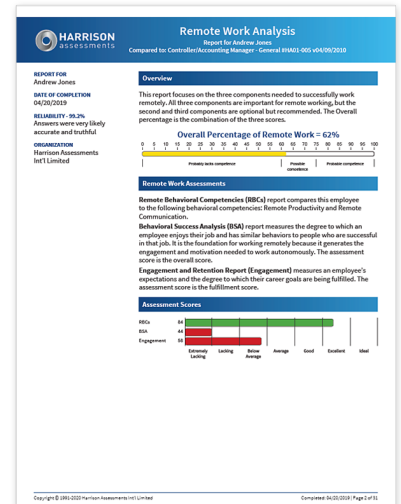 HARRISON
assessments
Remote Work Analysis
Report for Andrew Jones
Compared to: Controller/Accounting Manager - General #HA01-005 v04/09/2010
REPORT FOR
Andrew Jones
DATE OF COMPLETION
04/20/2019
RELIABILITY - 99.2%
Answers were very likely
accurate and truthful
ORGANIZATION
Harrison Assessments
Int'l Limited
Overview
This report focuses on the three components needed to successfully work
remotely. All three components are important for remote working, but the
second and third components are optional but recommended. The Overall
percentage is the combination of the three scores.
Overall Percentage of Remote Work = 62%
0 5 10 15 20 25 30 35 40 45 50 55 60 65 70 75 80 85 90 95 100
Probably lacks competence
Possible
competence
Probable competence
Remote Work Assessments
Remote Behavioral Competencies (RBCs) report compares this employee
to the following behavioral competencies: Remote Productivity and Remote
Communication.
Behavioral Success Analysis (BSA) report measures the degree to which an
employee enjoys their job and has similar behaviors to people who are successful
in that job. It is the foundation for working remotely because it generates the
engagement and motivation needed to work autonomously. The assessment
score is the overall score.
Engagement and Retention Report (Engagement) measures an employee's
expectations and the degree to which their career goals are being fulfilled. The
assessment score is the fulfillment score.
Assessment Scores
RBCs 84
BSA 44
Engagement
Extremely
Lacking
Lacking
Below
Average
Average
Good
Excellent
Ideal
Copyright © 1991-2020 Harrison Assessments Int'l Limited
Completed: 04/20/2019 | Page 2 of 31